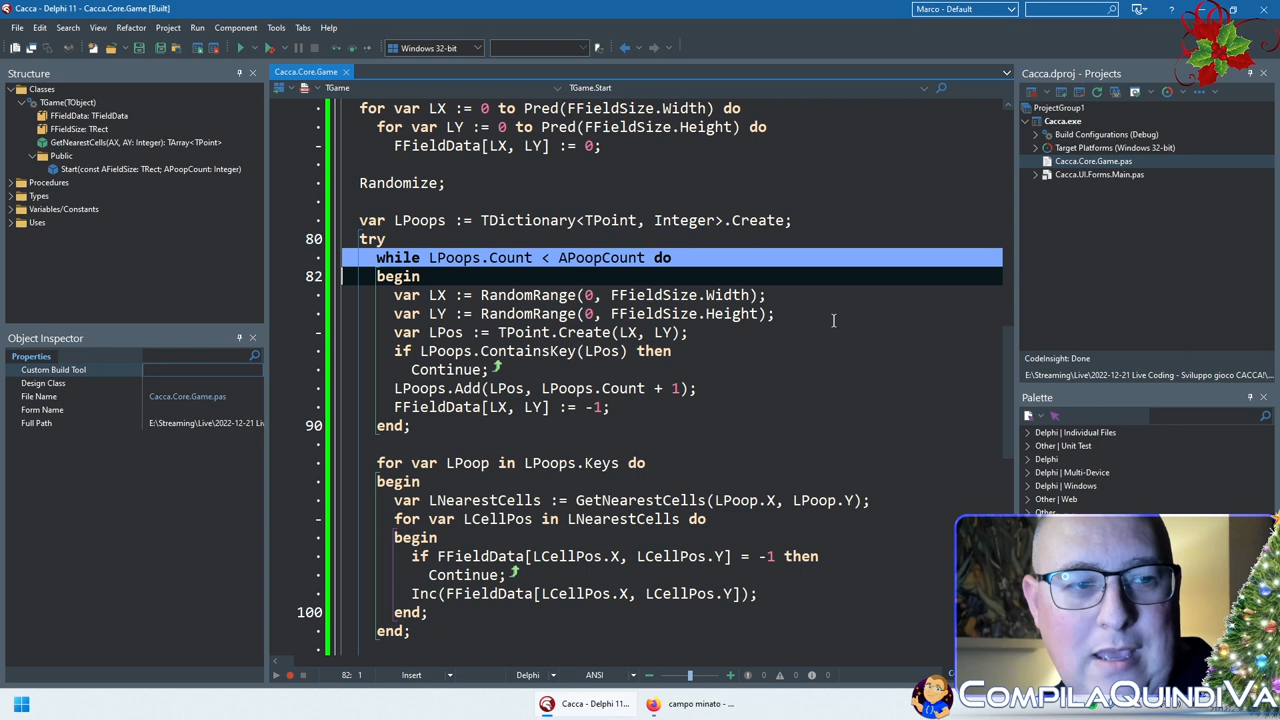 Cacca - Delphi 11 - Cacca.Core.Game [Built]
Marco - Default
File Edit Search View Refactor Project Run Component Tools Tabs Help
Windows 32-bit
Structure
Classes
TGame(TObject)
FFieldData: TFieldData
FFieldSize: TRect
GetNearestCells(AX, AY: Integer): TArray<TPoint>
Public
Start(const AFieldSize: TRect; APoopCount: Integer)
Procedures
Types
Variables/Constants
Uses
Object Inspector
Properties
Custom Build Tool
Design Class
File Name Cacca.Core.Game.pas
Form Name
Full Path E:\Streaming\Live\2022-12-21 Liv
Cacca.Core.Game
TGame TGame.Start
for var LX := 0 to Pred(FFieldSize.Width) do
for var LY := 0 to Pred(FFieldSize.Height) do
FFieldData[LX, LY] := 0;
Randomize;
var LPoops := TDictionary<TPoint, Integer>.Create;
80 try
while LPoops.Count < APoopCount do
82 begin
var LX := RandomRange(0, FFieldSize.Width);
var LY := RandomRange(0, FFieldSize.Height);
var LPos := TPoint.Create(LX, LY);
if LPoops.ContainsKey(LPos) then
Continue;
LPoops.Add(LPos, LPoops.Count + 1);
FFieldData[LX, LY] := -1;
90 end;
for var LPoop in LPoops.Keys do
begin
var LNearestCells := GetNearestCells(LPoop.X, LPoop.Y);
for var LCellPos in LNearestCells do
begin
if FFieldData[LCellPos.X, LCellPos.Y] = -1 then
Continue;
Inc(FFieldData[LCellPos.X, LCellPos.Y]);
100 end;
end;
82: 1 Insert Delphi ANSI 0 0 0
Cacca.dproj - Projects
ProjectGroup1
Cacca.exe
Build Configurations (Debug)
Target Platforms (Windows 32-bit)
Cacca.Core.Game.pas
Cacca.UI.Forms.Main.pas
CodeInsight: Done
E:\Streaming\Live\2022-12-21 Live Coding - Sviluppo gioco CACCA!...
Palette
Delphi | Individual Files
Other | Unit Test
Delphi
Delphi | Multi-Device
Delphi | Windows
Other | Web
Other
Cacca - Delphi 11...
campo minato - ...
CompilaQuindiVa